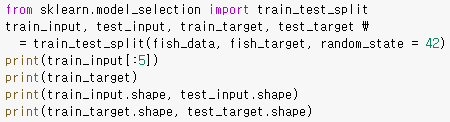 from sklearn.model_selection import train_test_split
train_input, test_input, train_target, test_target ₩
= train_test_split(fish_data, fish_target, random_state = 42)
print(train_input[:5])
print(train_target)
print(train_input.shape, test_input.shape)
print(train_target.shape, test_target.shape)